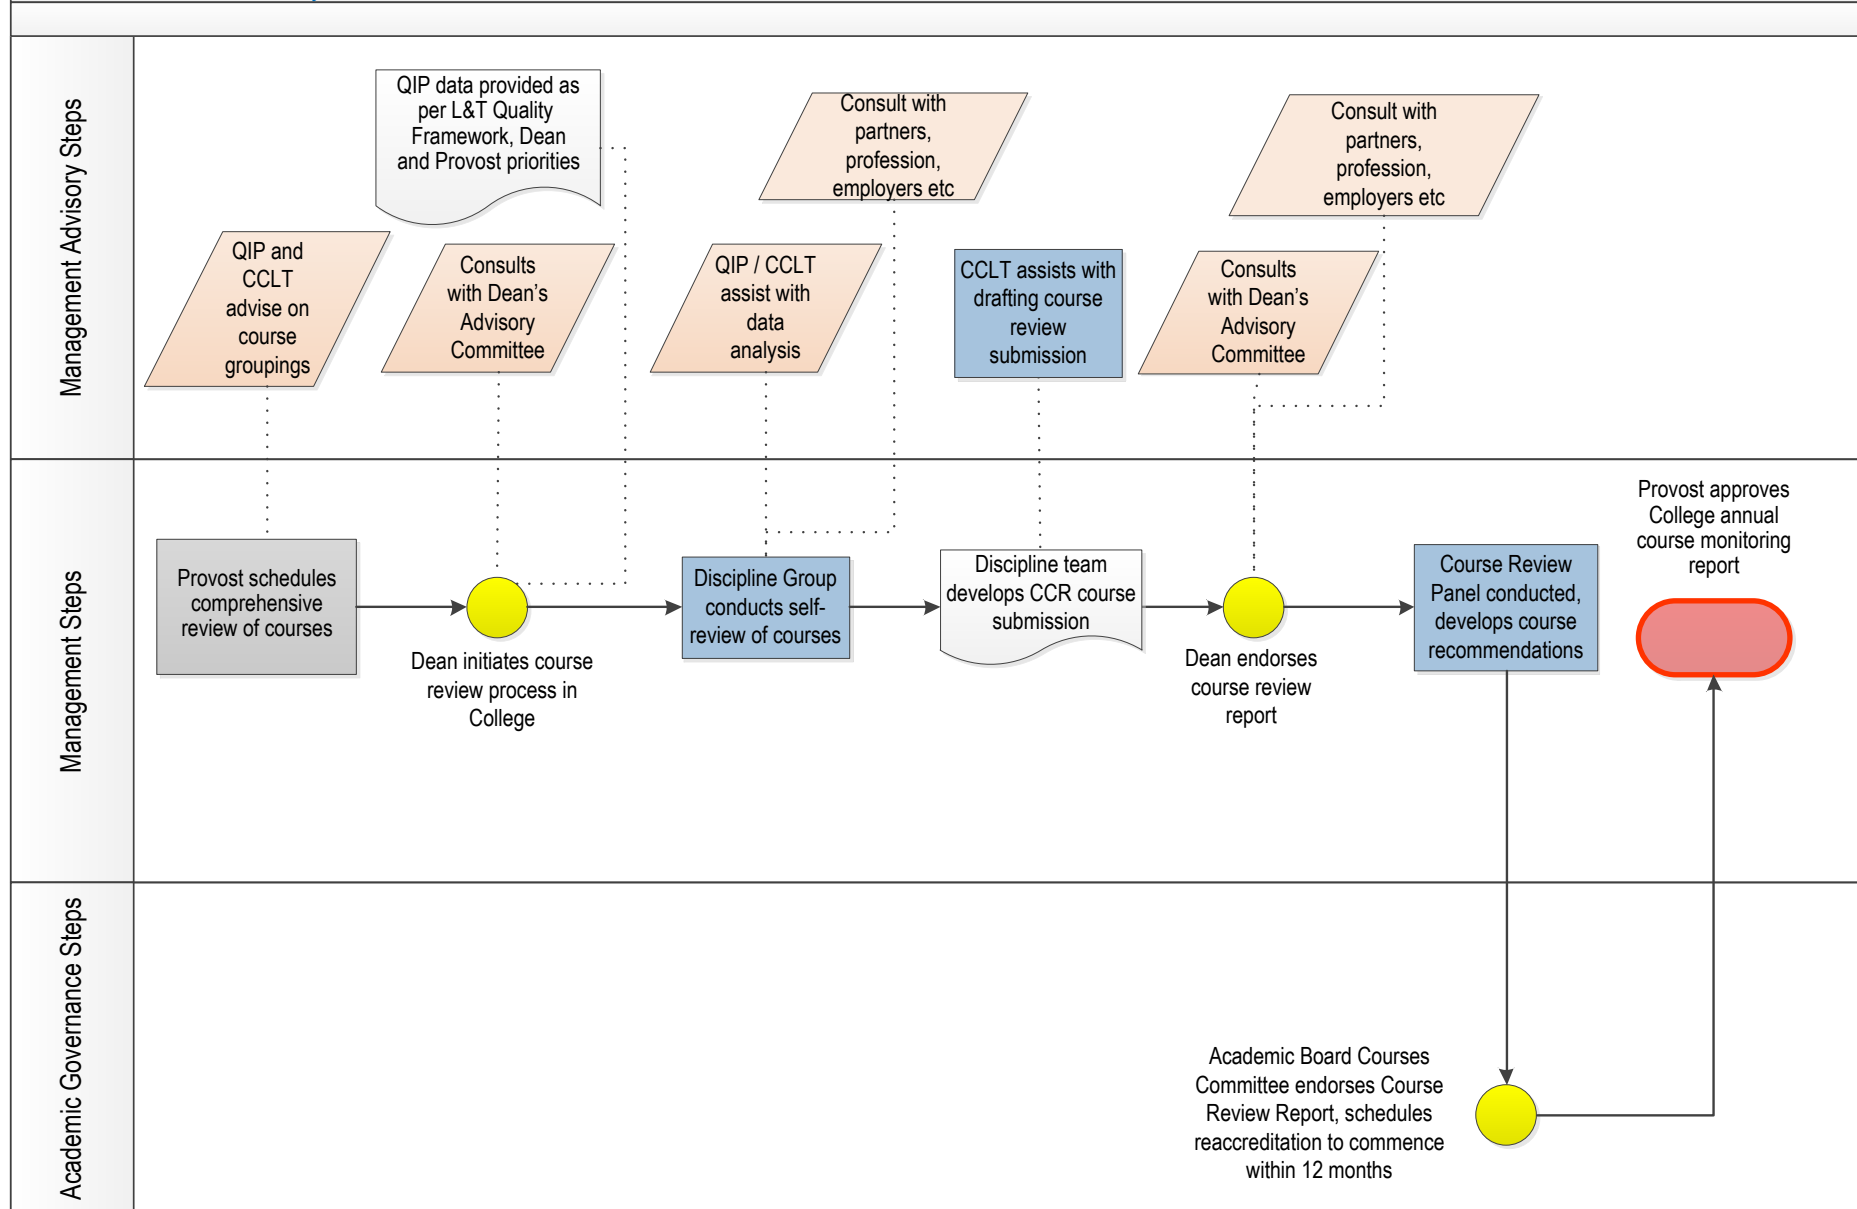 Management Advisory Steps
QIP data provided as
per L&T Quality
Framework, Dean
and Provost priorities
Consult with
partners,
profession,
employers etc
Consult with
partners,
profession,
employers etc
QIP and
CCLT
advise on
course
groupings
Consults
with Dean’s
Advisory
Committee
QIP / CCLT
assist with
data
analysis
CCLT assists with
drafting course
review
submission
Consults
with Dean’s
Advisory
Committee
Management Steps
Provost schedules
comprehensive
review of courses
Dean initiates course
review process in
College
Discipline Group
conducts self-
review of courses
Discipline team
develops CCR course
submission
Dean endorses
course review
report
Course Review
Panel conducted,
develops course
recommendations
Provost approves
College annual
course monitoring
report
Academic Governance Steps
Academic Board Courses
Committee endorses Course
Review Report, schedules
reaccreditation to commence
within 12 months